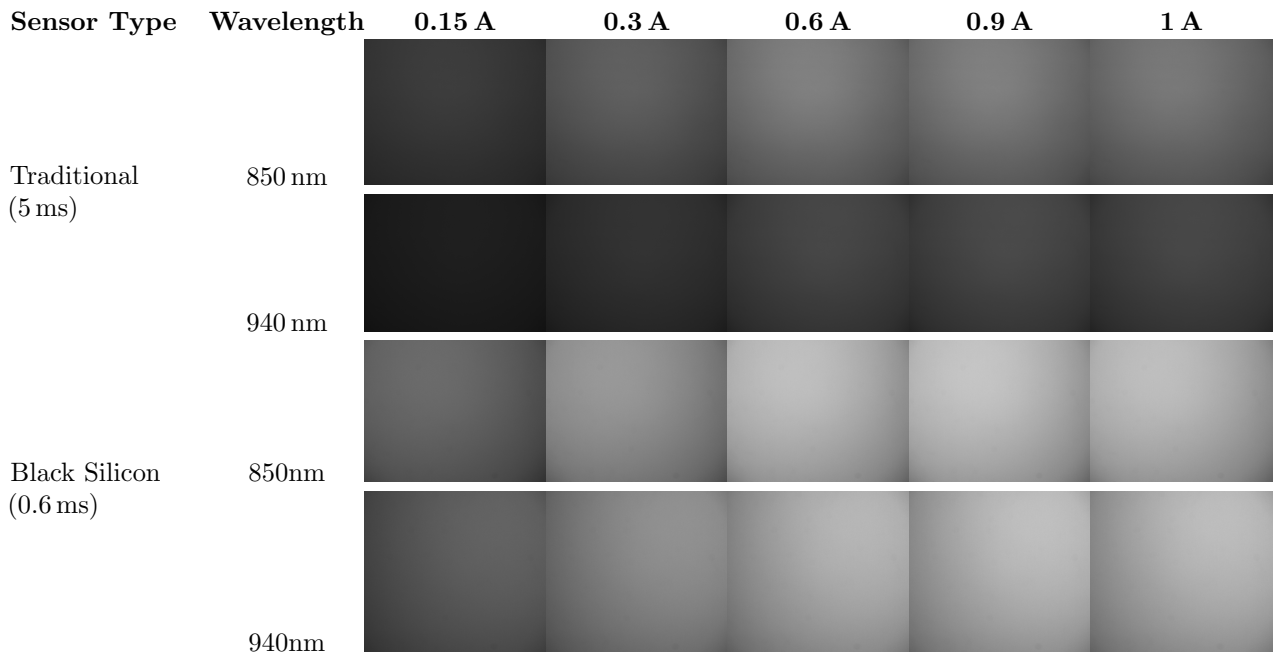 Sensor Type Wavelength 0.15 A 0.3 A 0.6 A 0.9 A 1 A
Traditional 850 nm
(5 ms)
940 nm
Black Silicon 850nm
(0.6 ms)
940nm